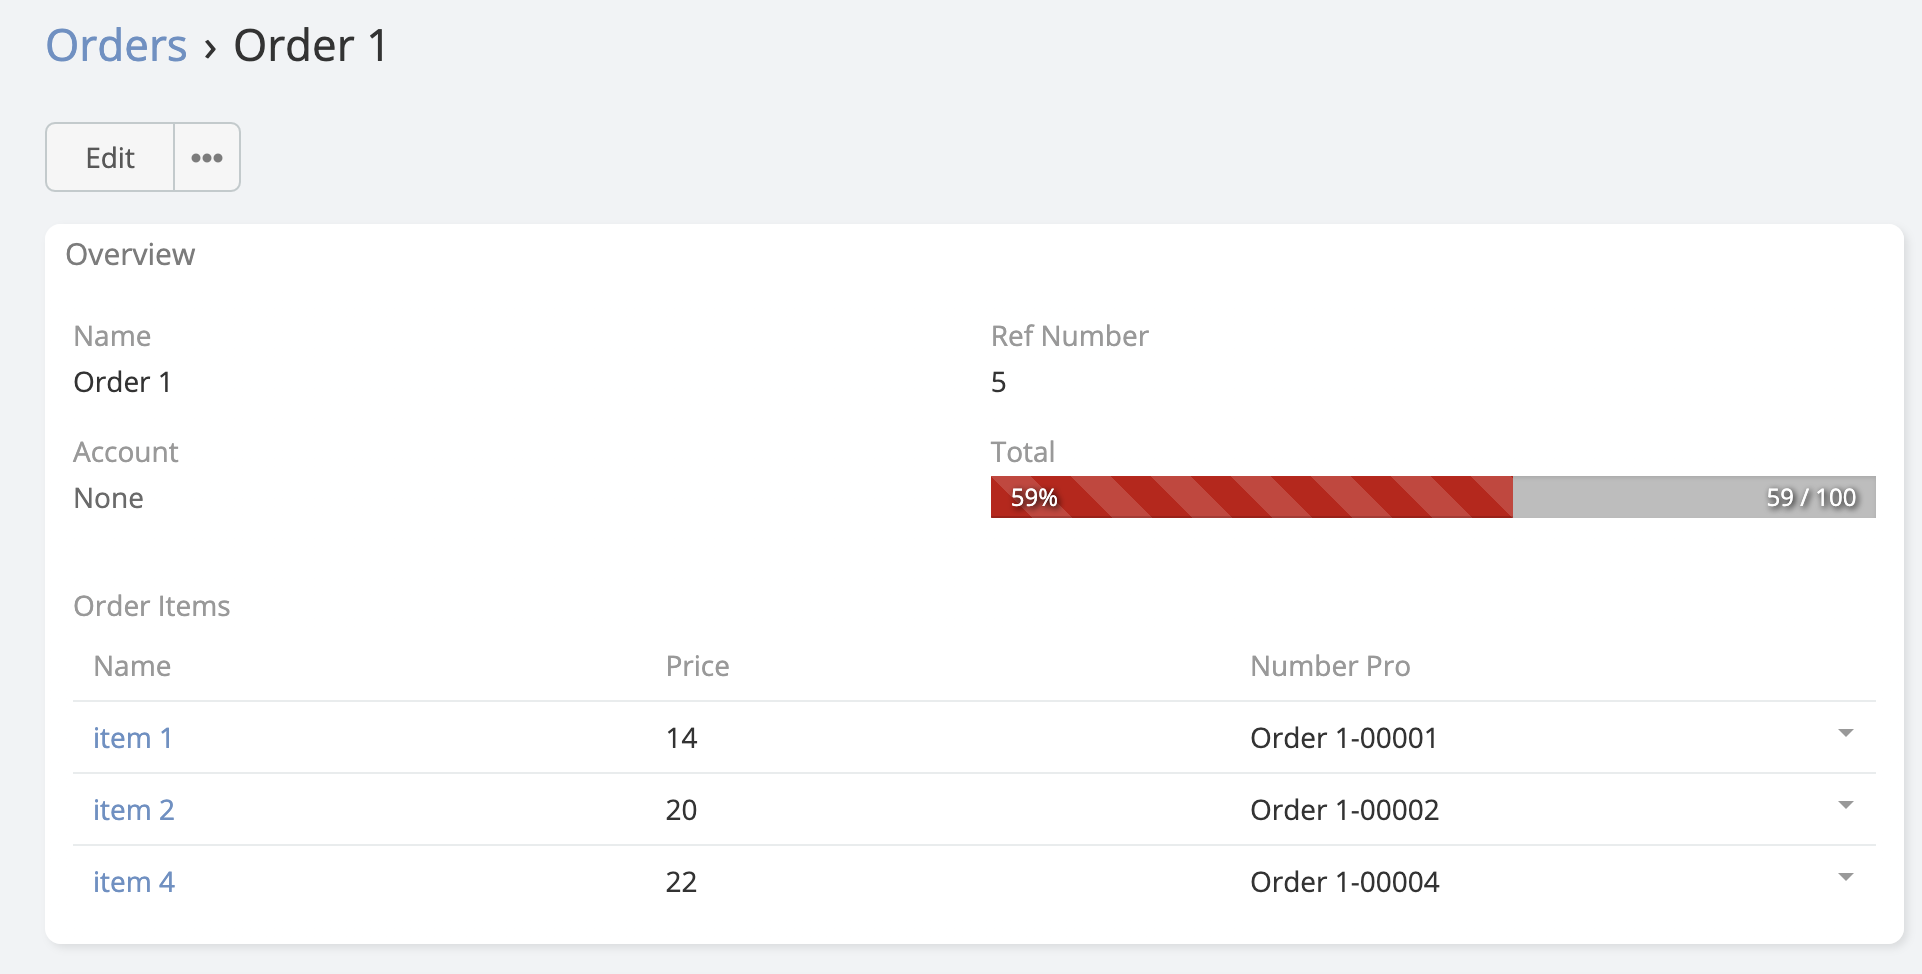 Orders › Order 1
Edit •••
Overview
Name Ref Number
Order 1 5
Account Total
None 59% 59 / 100
Order Items
Name Price Number Pro
item 1 14 Order 1-00001
item 2 20 Order 1-00002
item 4 22 Order 1-00004